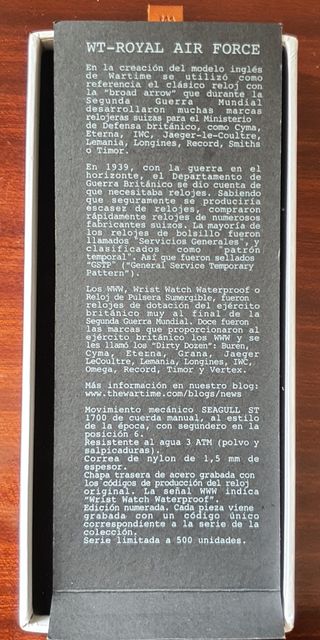 WT-ROYAL AIR FORCE
En la creación del modelo inglés
de Wartime se utilizó como
referencia el clásico reloj con
la "broad arrow" que durante la
Segunda Guerra Mundial
desarrollaron muchas marcas
relojeras suizas para el Ministerio
de Defensa británico, como Cyma,
Eterna, IWC, Jaeger-le-Coultre,
Lemania, Longines, Record, Smiths
o Timor.
En 1939, con la guerra en el
horizonte, el Departamento de
Guerra Británico se dio cuenta de
que necesitaba relojes. Sabiendo
que seguramente se produciría
escasez de relojes, compraron
rápidamente relojes de numerosos
fabricantes suizos. La mayoría de
los relojes de bolsillo fueron
llamados "Servicios Generales", y
clasificados como "patrón
temporal". Así que fueron sellados
"GSTP" ("General Service Temporary
Pattern").
Los WWW, Wrist Watch Waterproof o
Reloj de Pulsera Sumergible, fueron
relojes de dotación del ejército
británico muy al final de la
Segunda Guerra Mundial. Doce fueron
las marcas que proporcionaron al
ejército británico los WWW y se
les llamó los "Dirty Dozen": Buren,
Cyma, Etezna, Grana, Jaeger
LeCoultre, Lemania, Longines, IWC,
Omega, Record, Timor y Vertex.
Más información en nuestro blog:
www.thewartime.com/blogs/news
Movimiento mecánico SEAGULL ST
1700 de cuerda manual, al estilo
de la época, con segundero en la
posición 6.
Resistente al agua 3 ATM (polvo y
salpicaduras).
Correa de nylon de 1,5 mm de
espesor.
Chapa trasera de acero grabada con
los códigos de producción del reloj
original. La señal WWW indica
"Wrist Watch Waterproof".
Edición numerada. Cada pieza viene
grabada con un código único
correspondiente a la serie de la
colección.
Serie limitada a 500 unidades.